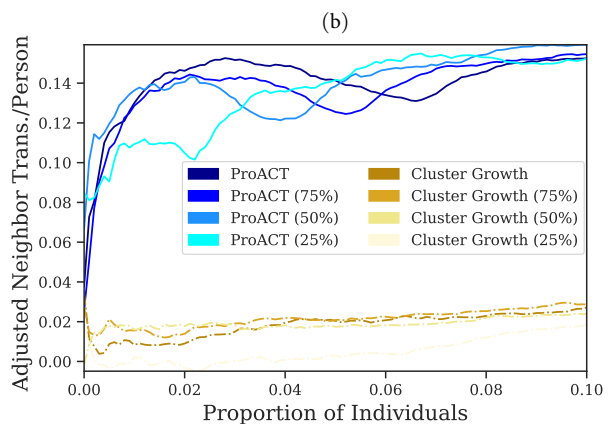 (b)
Adjusted Neighbor Trans./Person
0.14
0.12
0.10
0.08
0.06
0.04
0.02
0.00
ProACT
ProACT (75%)
ProACT (50%)
ProACT (25%)
Cluster Growth
Cluster Growth (75%)
Cluster Growth (50%)
Cluster Growth (25%)
0.00 0.02 0.04 0.06 0.08 0.10
Proportion of Individuals